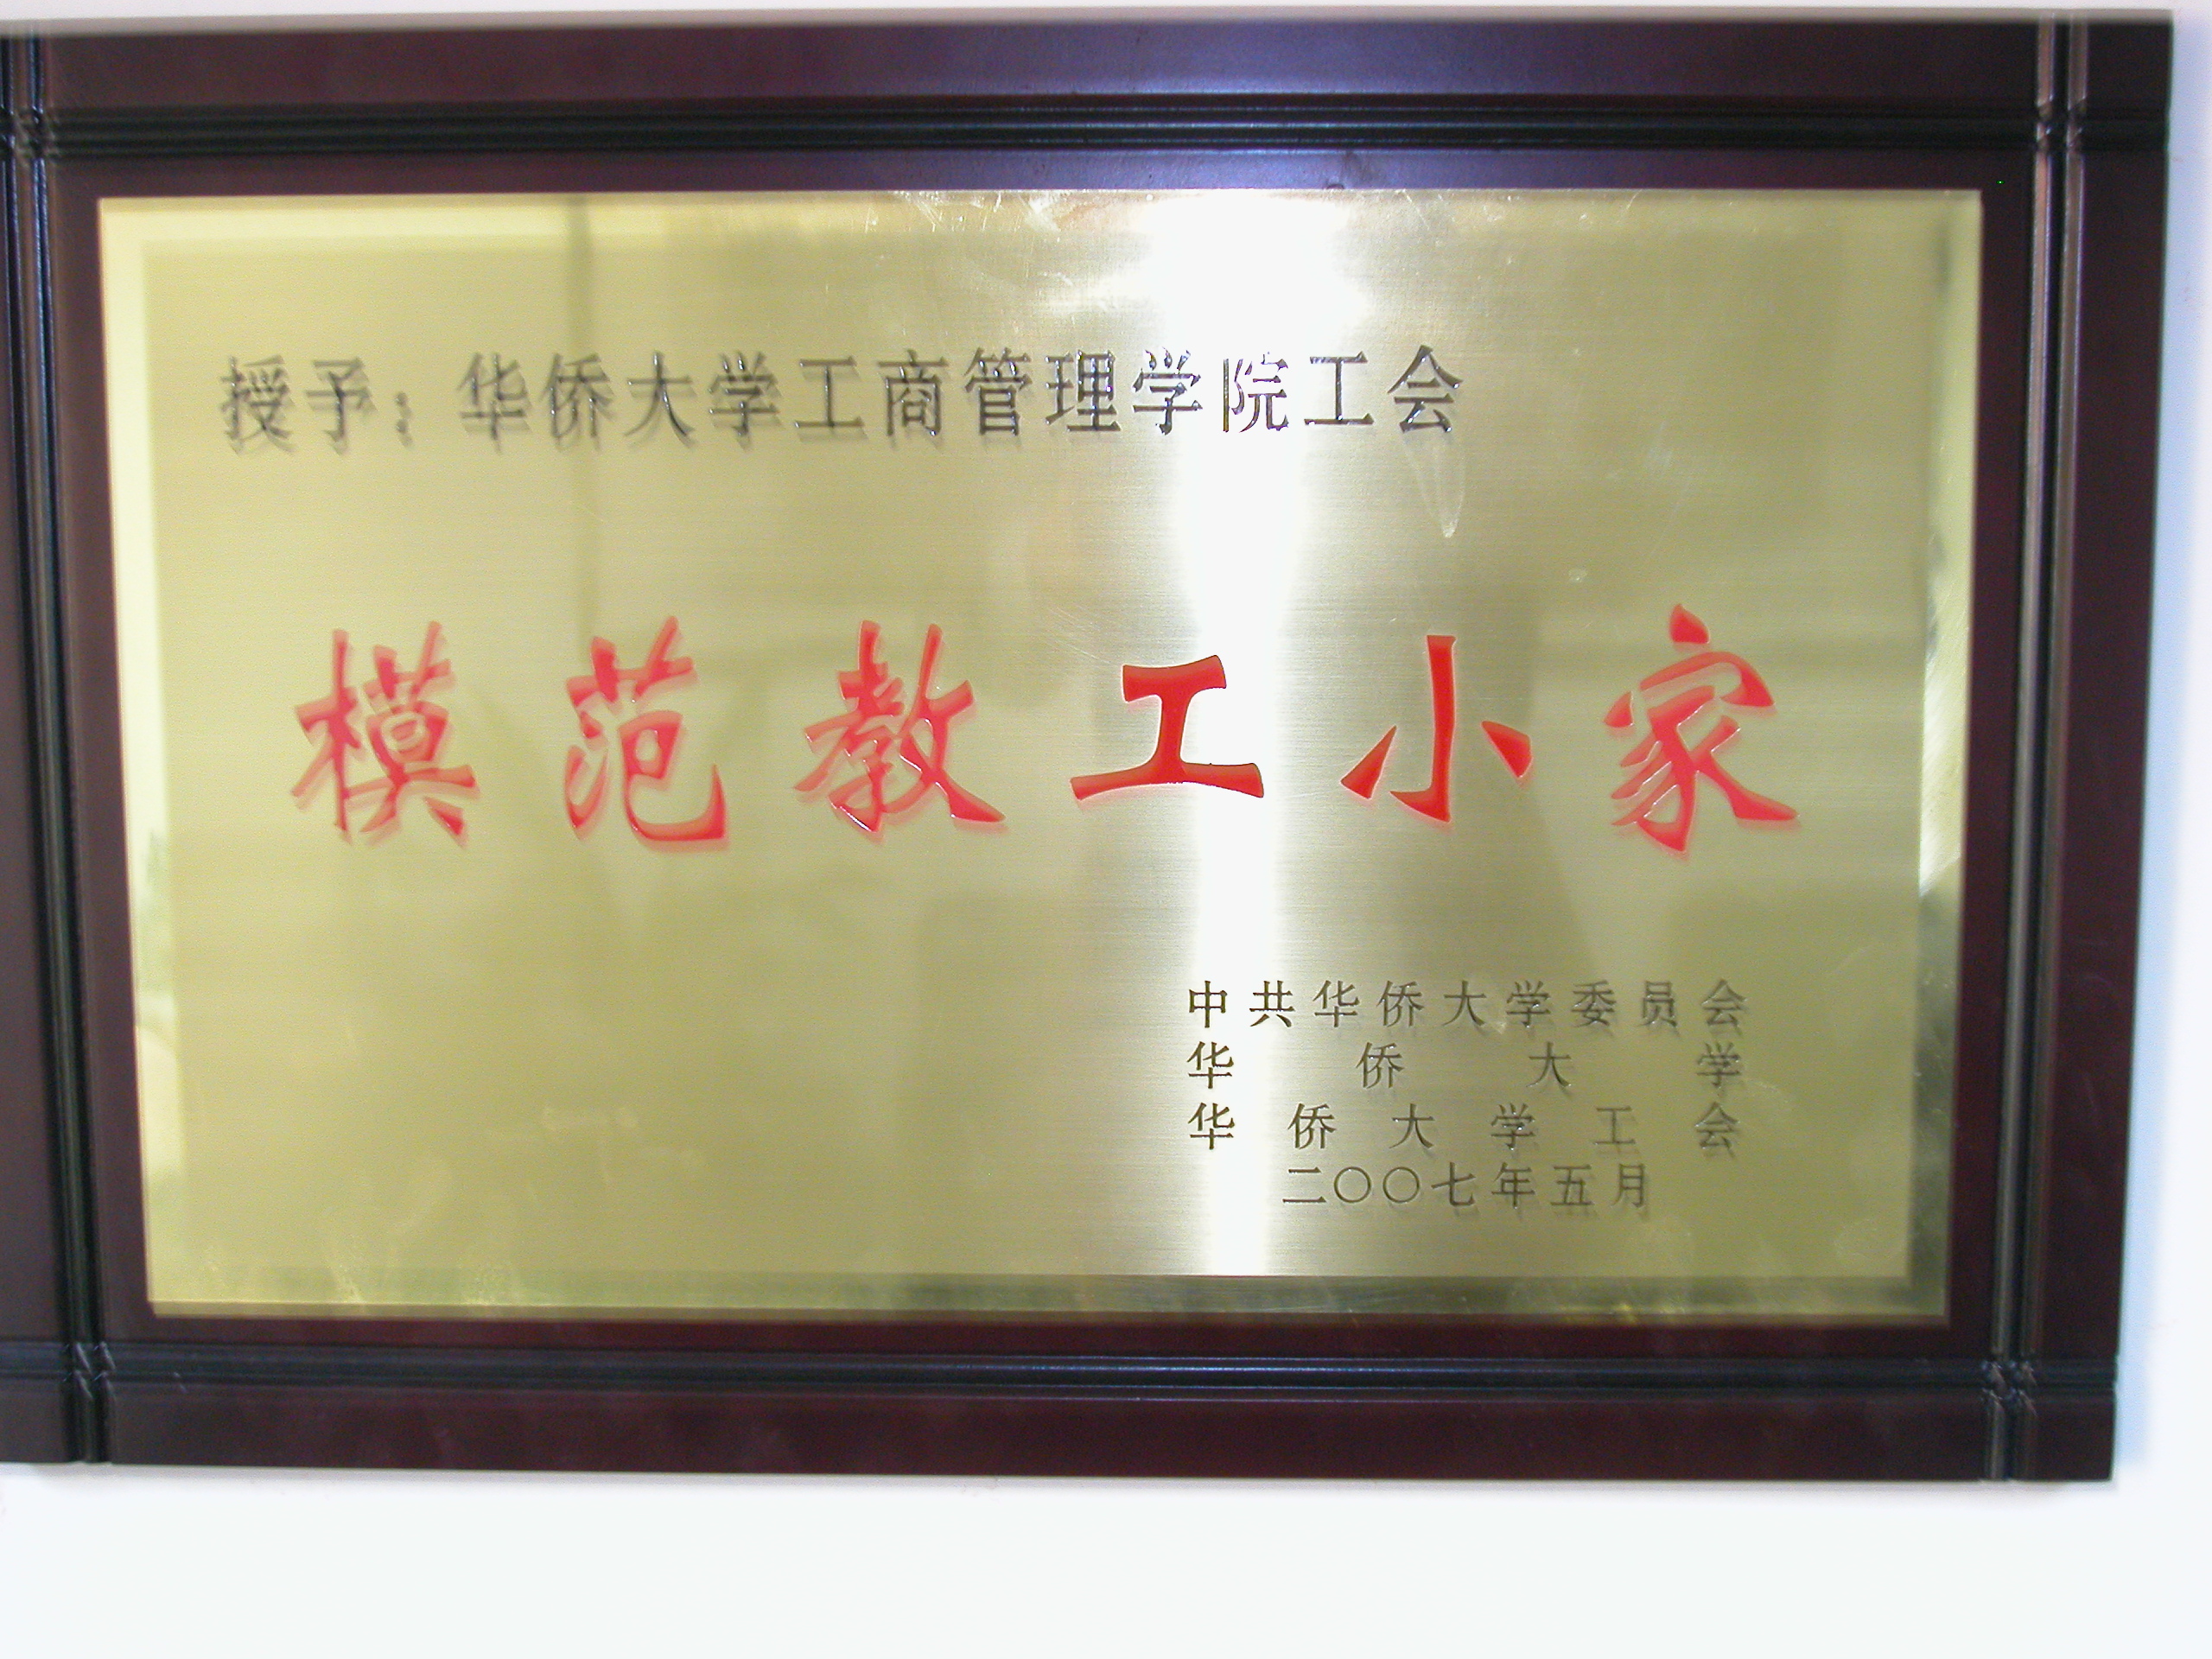 授予：华侨大学工商管理学院工会
模范教工小家
中共华侨大学委员会
华侨大学
华侨大学工会
二〇〇七年五月